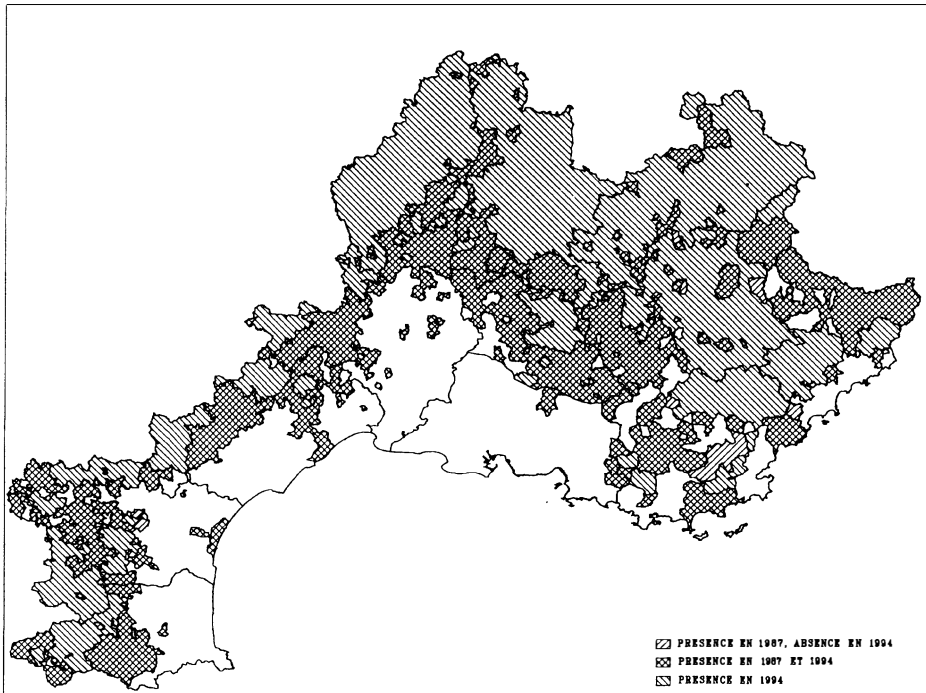 PRESENCE EN 1987, ABSENCE EN 1994
PRESENCE EN 1987 ET 1994
PRESENCE EN 1994